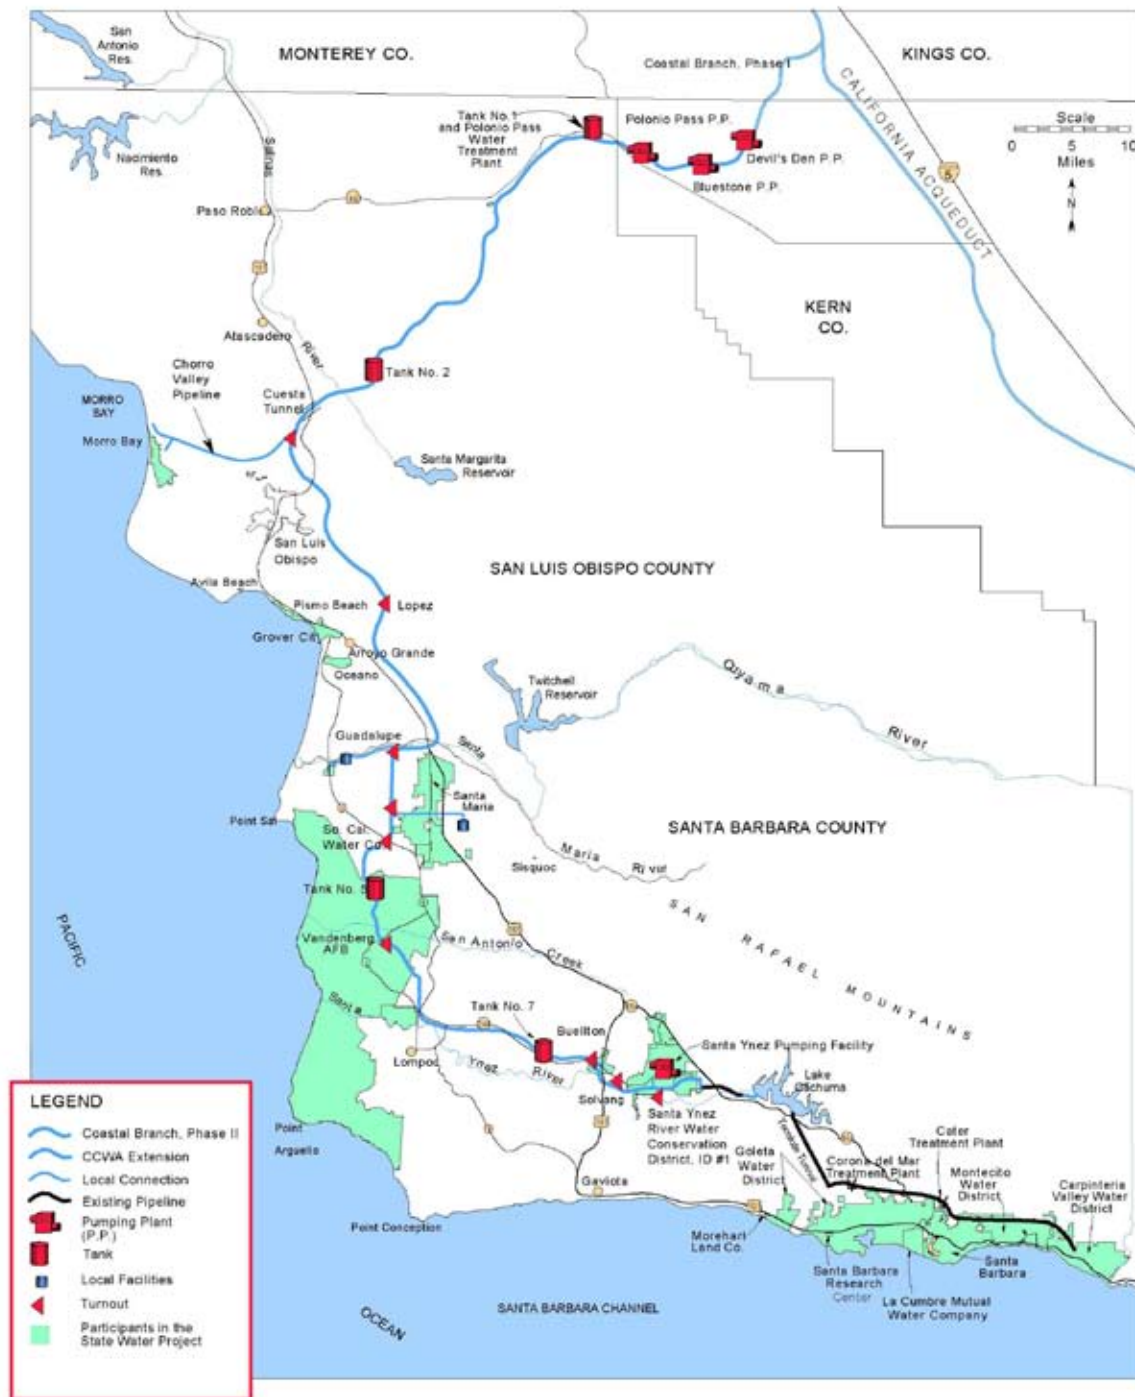 San
Antonio
Res.
MONTEREY CO.
Coastal Branch, Phase I
KINGS CO.
CALIFORNIA ACQUEDUCT
Nacimiento
Res.
Salinas
Tank No.1
and Polonio Pass
Water
Treatment
Plant
Polonio Pass P.P.
Devil's Den P.P.
Bluestone P.P.
Scale
0 5 10
Miles
N
5
Paso Robles
KERN
CO.
Atascadero
River
Tank No. 2
Chorro
Valley
Pipeline
Cuesta
Tunnel
MORRO
BAY
Morro Bay
Santa Margarita
Reservoir
San Luis
Obispo
SAN LUIS OBISPO COUNTY
Avila Beach
Pismo Beach
Lopez
Grover City
Arroyo Grande
Oceano
Twitchell
Reservoir
Cuyama
River
Guadalupe
Santa
Maria
River
Santa
Maria
Point Sal
So. Cal.
Water Co.
SANTA BARBARA COUNTY
Sisquoc
Tank No. 5
SAN RAFAEL MOUNTAINS
PACIFIC
Vandenberg
AFB
San Antonio
Creek
Santa
Ynez
River
Tank No. 7
Buellton
Santa Ynez Pumping Facility
Lompoc
Lake
Cachuma
Solvang
Santa Ynez
River Water
Conservation
District, ID #1
Tecolote Tunnel
Cater
Treatment Plant
Goleta
Water
District
Corona del Mar
Treatment Plant
Montecito
Water
District
Carpinteria
Valley Water
District
Point
Arguello
Gaviota
Point Conception
Morehart
Land Co.
Santa Barbara
Research
Center
Santa
Barbara
La Cumbre Mutual
Water Company
SANTA BARBARA CHANNEL
OCEAN
LEGEND
Coastal Branch, Phase II
CCWA Extension
Local Connection
Existing Pipeline
Pumping Plant
(P.P.)
Tank
Local Facilities
Turnout
Participants in the
State Water Project